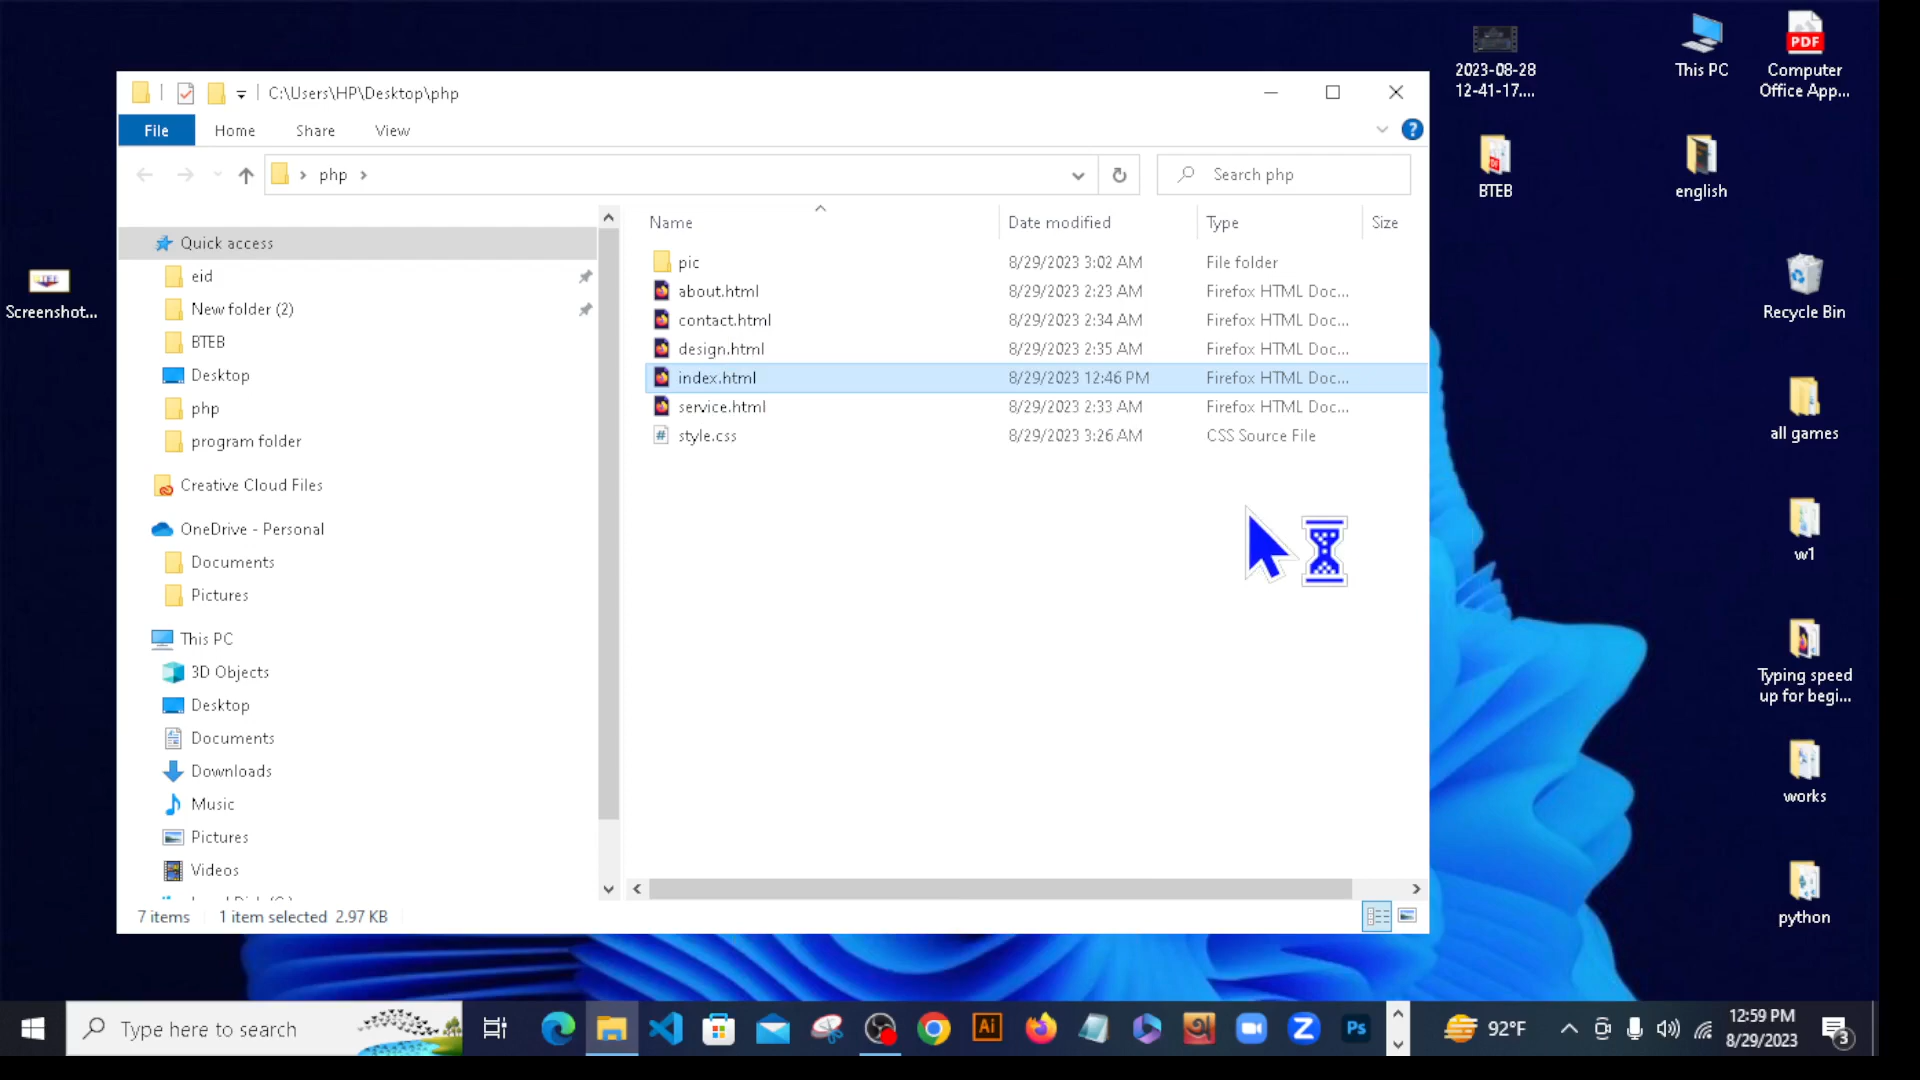 C:\Users\HP\Desktop\php
File
Home
Share
View
php
Search php
Name
Date modified
Type
Size
Quick access
eid
New folder (2)
BTEB
Desktop
php
program folder
Creative Cloud Files
OneDrive - Personal
Documents
Pictures
This PC
3D Objects
Desktop
Documents
Downloads
Music
Pictures
Videos
pic 8/29/2023 3:02 AM File folder
about.html 8/29/2023 2:23 AM Firefox HTML Doc...
contact.html 8/29/2023 2:34 AM Firefox HTML Doc...
design.html 8/29/2023 2:35 AM Firefox HTML Doc...
index.html 8/29/2023 12:46 PM Firefox HTML Doc...
service.html 8/29/2023 2:33 AM Firefox HTML Doc...
style.css 8/29/2023 3:26 AM CSS Source File
7 items 1 item selected 2.97 KB
Screenshot...
2023-08-28
12-41-17....
This PC
PDF
Computer
Office App...
BTEB
english
Recycle Bin
all games
w1
Typing speed
up for begi...
works
python
Type here to search
Ai
Z
Ps
92°F
12:59 PM
8/29/2023
3